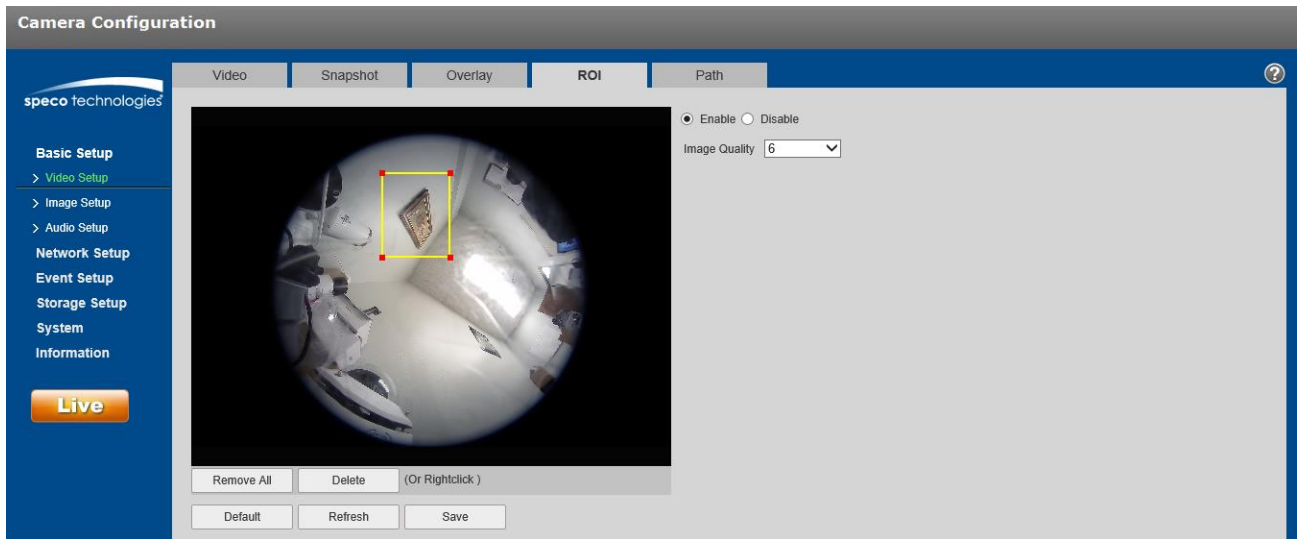 Camera Configuration
speco technologies
Video Snapshot Overlay ROI Path
?
Enable Disable
Image Quality 6
Basic Setup
> Video Setup
> Image Setup
> Audio Setup
Network Setup
Event Setup
Storage Setup
System
Information
Live
Remove All Delete (Or Rightclick )
Default Refresh Save